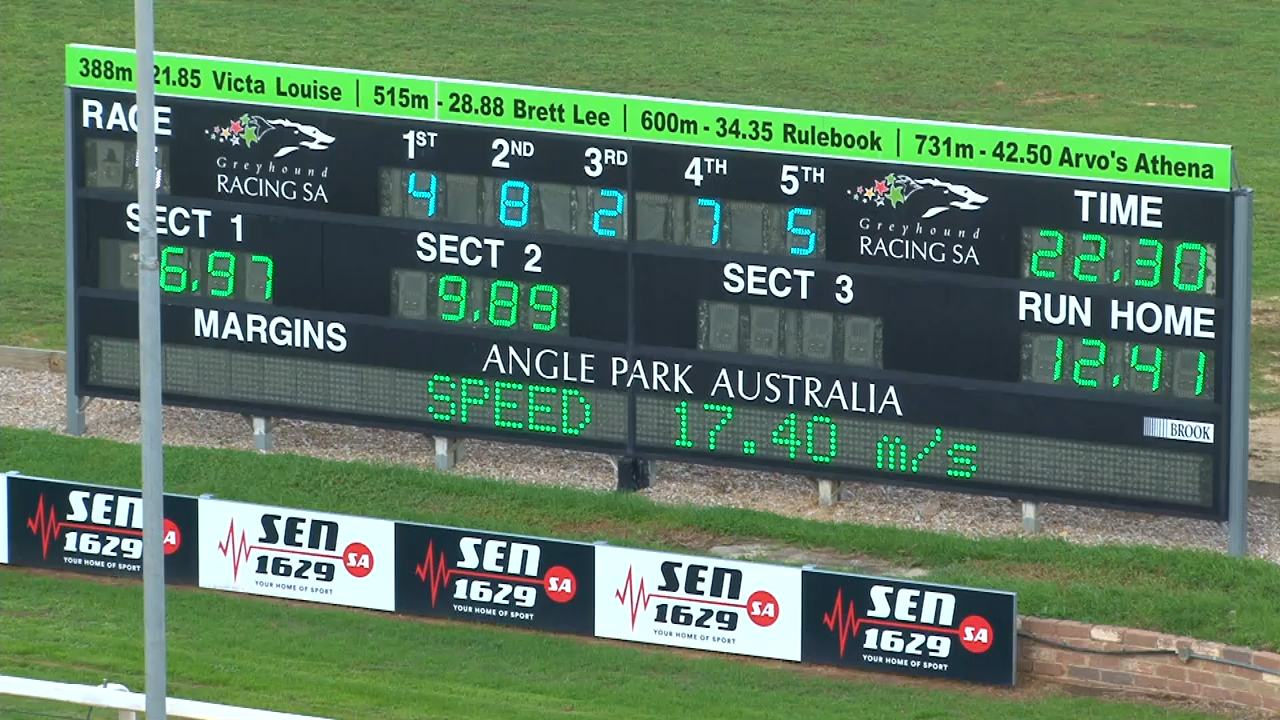 388m 21.85 Victa Louise | 515m - 28.88 Brett Lee | 600m - 34.35 Rulebook | 731m - 42.50 Arvo's Athena
RACE
Greyhound
RACING SA
1ST 2ND 3RD 4TH 5TH
4 8 2 7 5
Greyhound
RACING SA
TIME
22.30
SECT 1
6.97
SECT 2
9.89
SECT 3
RUN HOME
12.41
MARGINS
ANGLE PARK AUSTRALIA
SPEED 17.40 m/s
BROOK
SEN
1629 SA
YOUR HOME OF SPORT
SEN
1629 SA
YOUR HOME OF SPORT
SEN
1629 SA
YOUR HOME OF SPORT
SEN
1629 SA
YOUR HOME OF SPORT
SEN
1629 SA
YOUR HOME OF SPORT